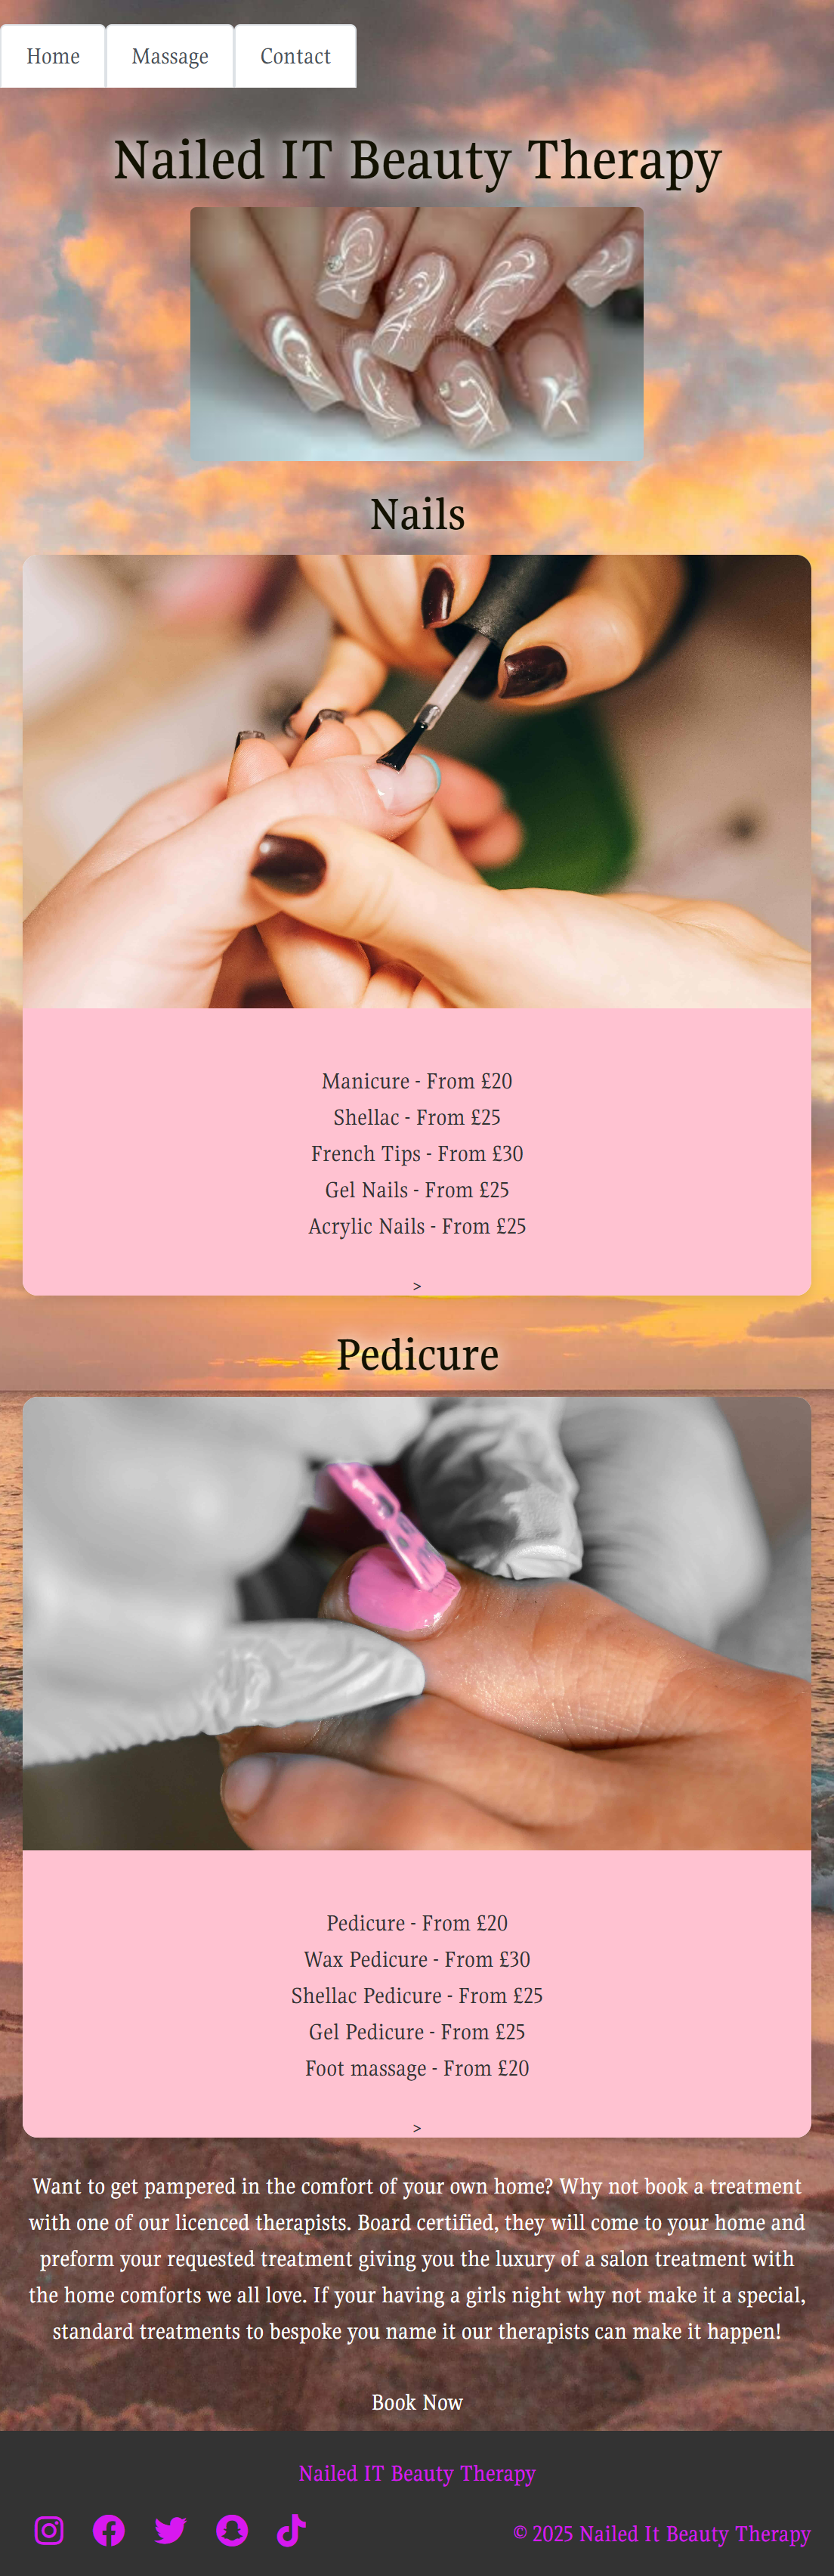 Home Massage Contact
Nailed IT Beauty Therapy
Nails
Manicure - From £20
Shellac - From £25
French Tips - From £30
Gel Nails - From £25
Acrylic Nails - From £25
>
Pedicure
Pedicure - From £20
Wax Pedicure - From £30
Shellac Pedicure - From £25
Gel Pedicure - From £25
Foot massage - From £20
>
Want to get pampered in the comfort of your own home? Why not book a treatment
with one of our licenced therapists. Board certified, they will come to your home and
preform your requested treatment giving you the luxury of a salon treatment with
the home comforts we all love. If your having a girls night why not make it a special,
standard treatments to bespoke you name it our therapists can make it happen!
Book Now
Nailed IT Beauty Therapy
© 2025 Nailed It Beauty Therapy